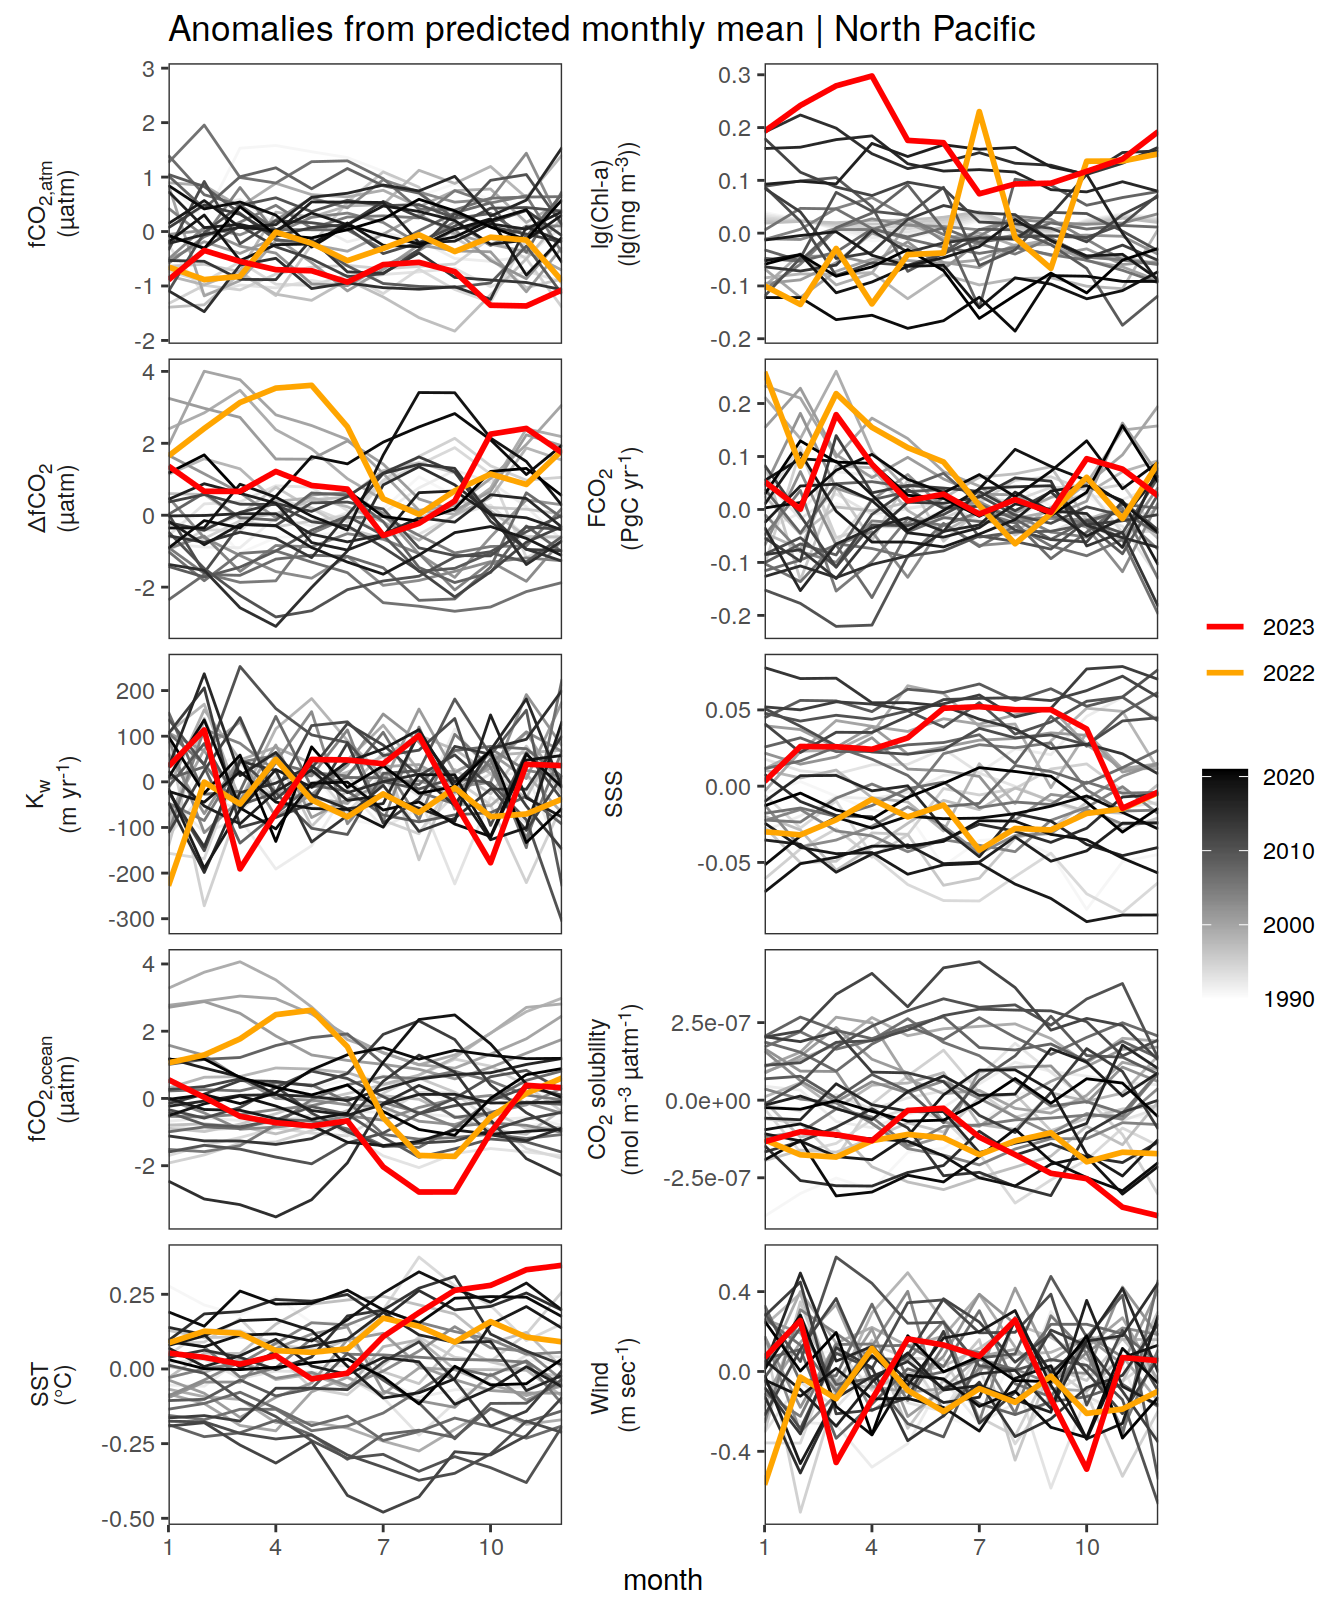 Anomalies from predicted monthly mean | North Pacific
fCO2,atm
(µatm)
3
2
1
0
-1
-2
lg(Chl-a)
(lg(mg m-3))
0.3
0.2
0.1
0.0
-0.1
-0.2
ΔfCO2
(µatm)
4
2
0
-2
FCO2
(PgC yr-1)
0.2
0.1
0.0
-0.1
-0.2
Kw
(m yr-1)
200
100
0
-100
-200
-300
SSS
0.05
0.00
-0.05
fCO2,ocean
(µatm)
4
2
0
-2
CO2 solubility
(mol m-3 µatm-1)
2.5e-07
0.0e+00
-2.5e-07
SST
(°C)
0.25
0.00
-0.25
-0.50
Wind
(m sec-1)
0.4
0.0
-0.4
1 4 7 10
1 4 7 10
month
2023
2022
2020
2010
2000
1990